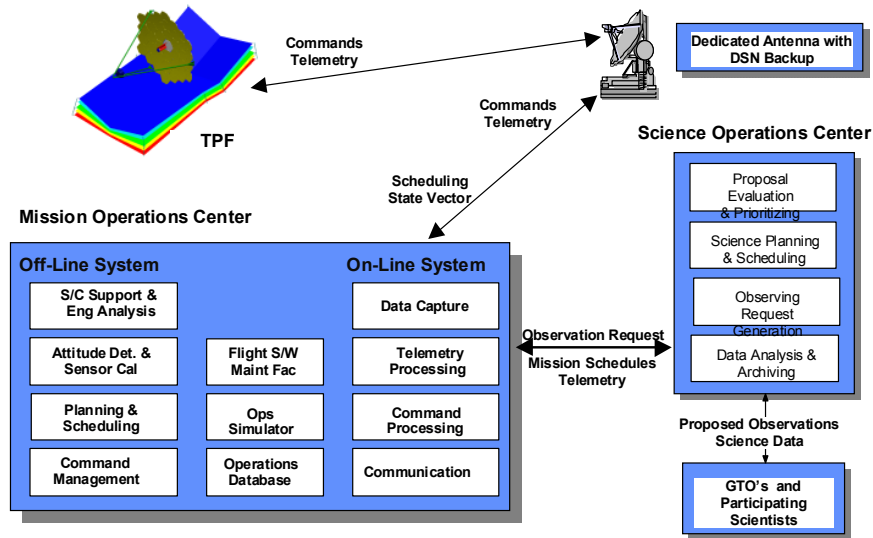 Commands
Telemetry
Dedicated Antenna with
DSN Backup
TPF
Commands
Telemetry
Science Operations Center
Scheduling
State Vector
Proposal
Evaluation
& Prioritizing
Science Planning
& Scheduling
Observing
Request
Generation
Data Analysis &
Archiving
Mission Operations Center
Off-Line System
On-Line System
S/C Support &
Eng Analysis
Data Capture
Attitude Det. &
Sensor Cal
Flight S/W
Maint Fac
Telemetry
Processing
Planning &
Scheduling
Ops
Simulator
Command
Processing
Command
Management
Operations
Database
Communication
Observation Request
Mission Schedules
Telemetry
Proposed Observations
Science Data
GTO's and
Participating
Scientists